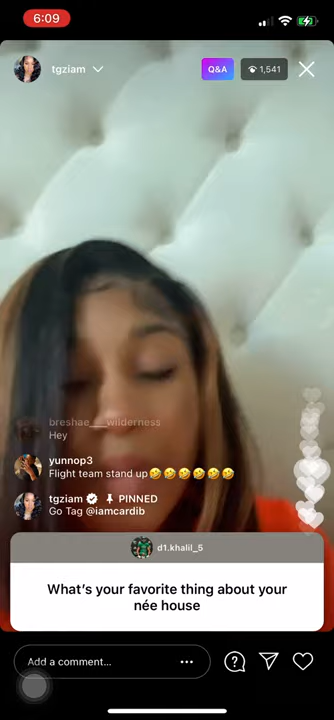 6:09
tgziam
Q&A
1,541
breshae__wilderness
Hey
yunnop3
Flight team stand up🤣🤣🤣🤣🤣🤣
tgziam PINNED
Go Tag @iamcardib
d1.khalil_5
What's your favorite thing about your
née house
Add a comment...